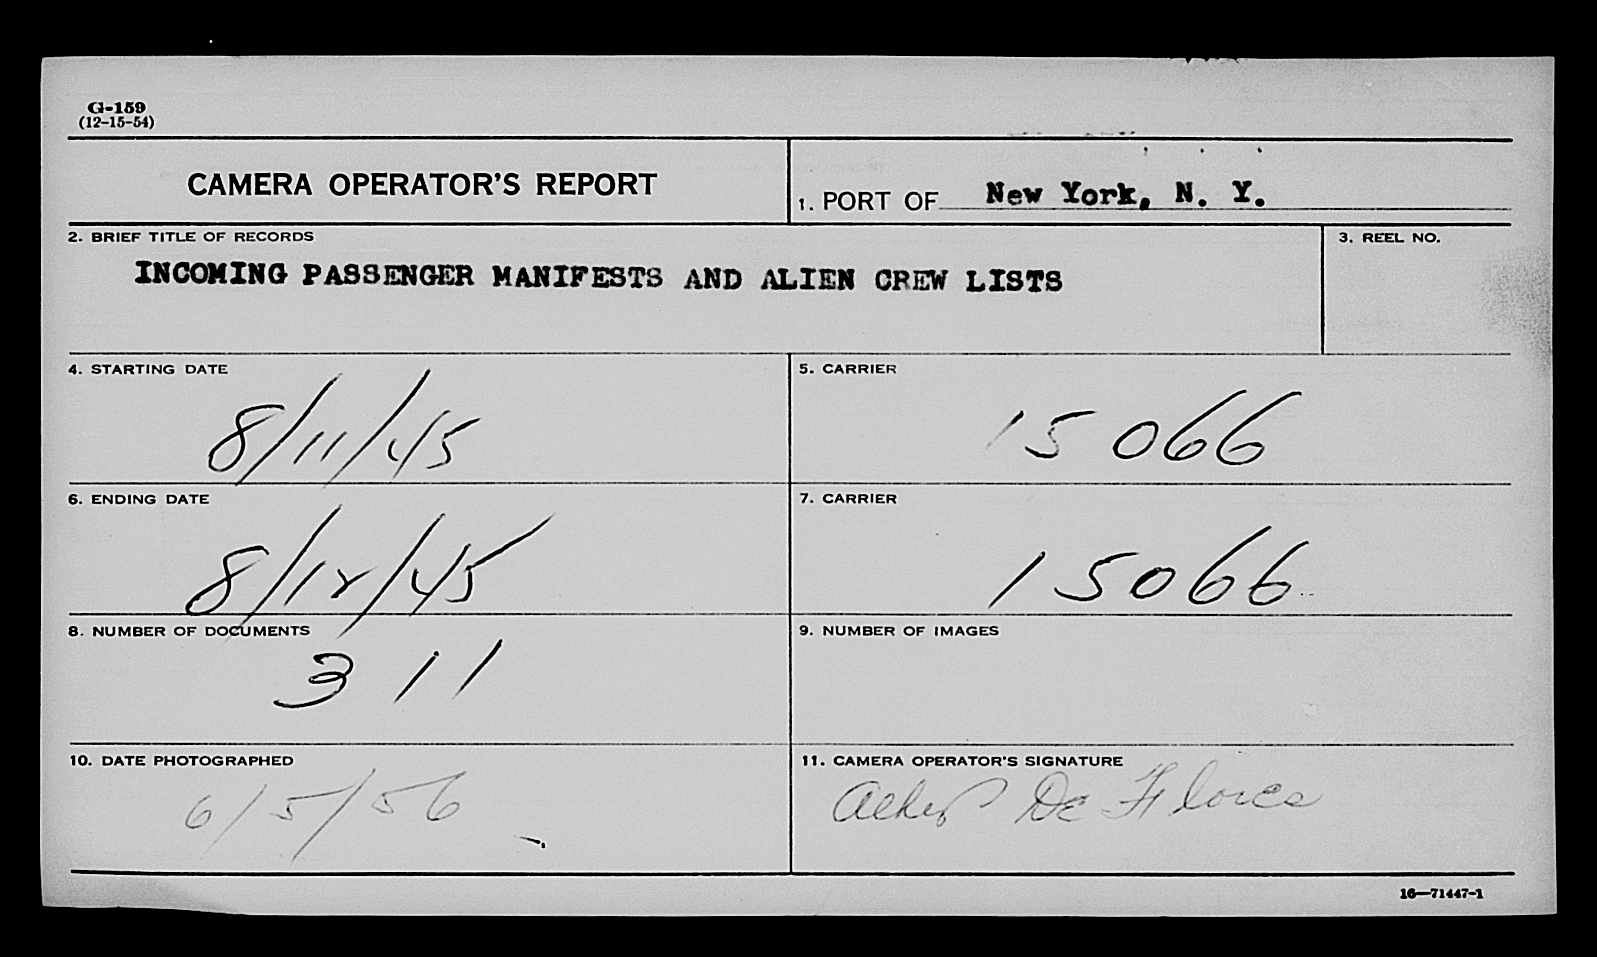 G-159
(12-15-54)
CAMERA OPERATOR'S REPORT
1. PORT OF New York, N. Y.
2. BRIEF TITLE OF RECORDS
3. REEL NO.
INCOMING PASSENGER MANIFESTS AND ALIEN CREW LISTS
4. STARTING DATE
5. CARRIER
8/11/45
15066
6. ENDING DATE
7. CARRIER
8/12/45
15066
8. NUMBER OF DOCUMENTS
9. NUMBER OF IMAGES
311
10. DATE PHOTOGRAPHED
11. CAMERA OPERATOR'S SIGNATURE
6/5/56
De
16—71447-1